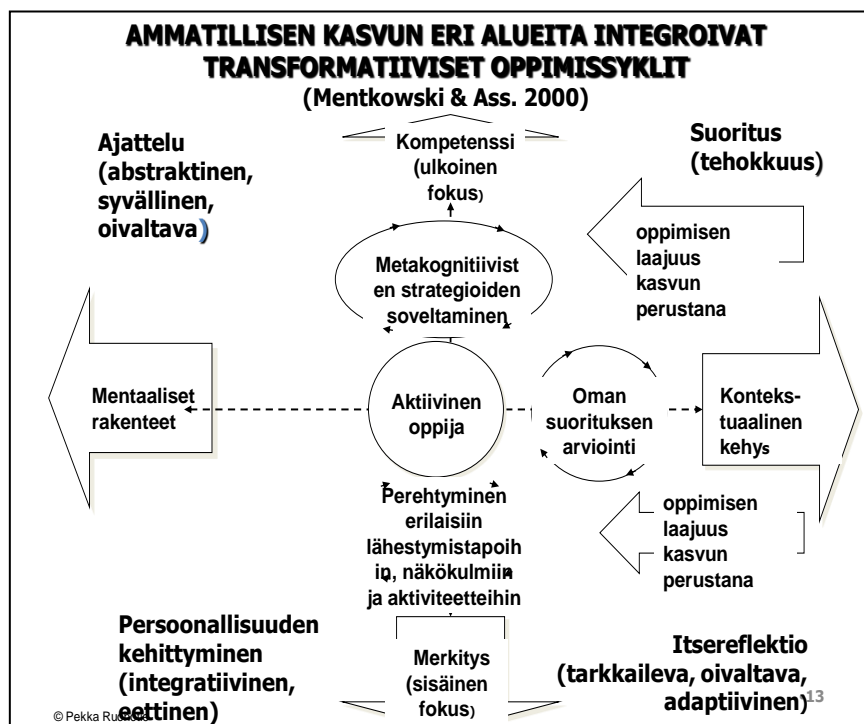 AMMATILLISEN KASVUN ERI ALUEITA INTEGROIVAT
TRANSFORMATIIVISET OPPIMISSYKLIT
(Mentkowski & Ass. 2000)
Ajattelu
(abstraktinen,
syvällinen,
oivaltava)
Kompetenssi
(ulkoinen
fokus)
Suoritus
(tehokkuus)
oppimisen
laajuus
kasvun
perustana
Metakognitiivist
en strategioiden
soveltaminen
Mentaaliset
rakenteet
Aktiivinen
oppija
Oman
suorituksen
arviointi
Konteks-
tuaalinen
kehys
Perehtyminen
erilaisiin
lähestymistapoih
in, näkökulmiin
ja aktiviteetteihin
oppimisen
laajuus
kasvun
perustana
Persoonallisuuden
kehittyminen
(integratiivinen,
eettinen)
Merkitys
(sisäinen
fokus)
Itsereflektio
(tarkkaileva, oivaltava,
adaptiivinen)
13
© Pekka